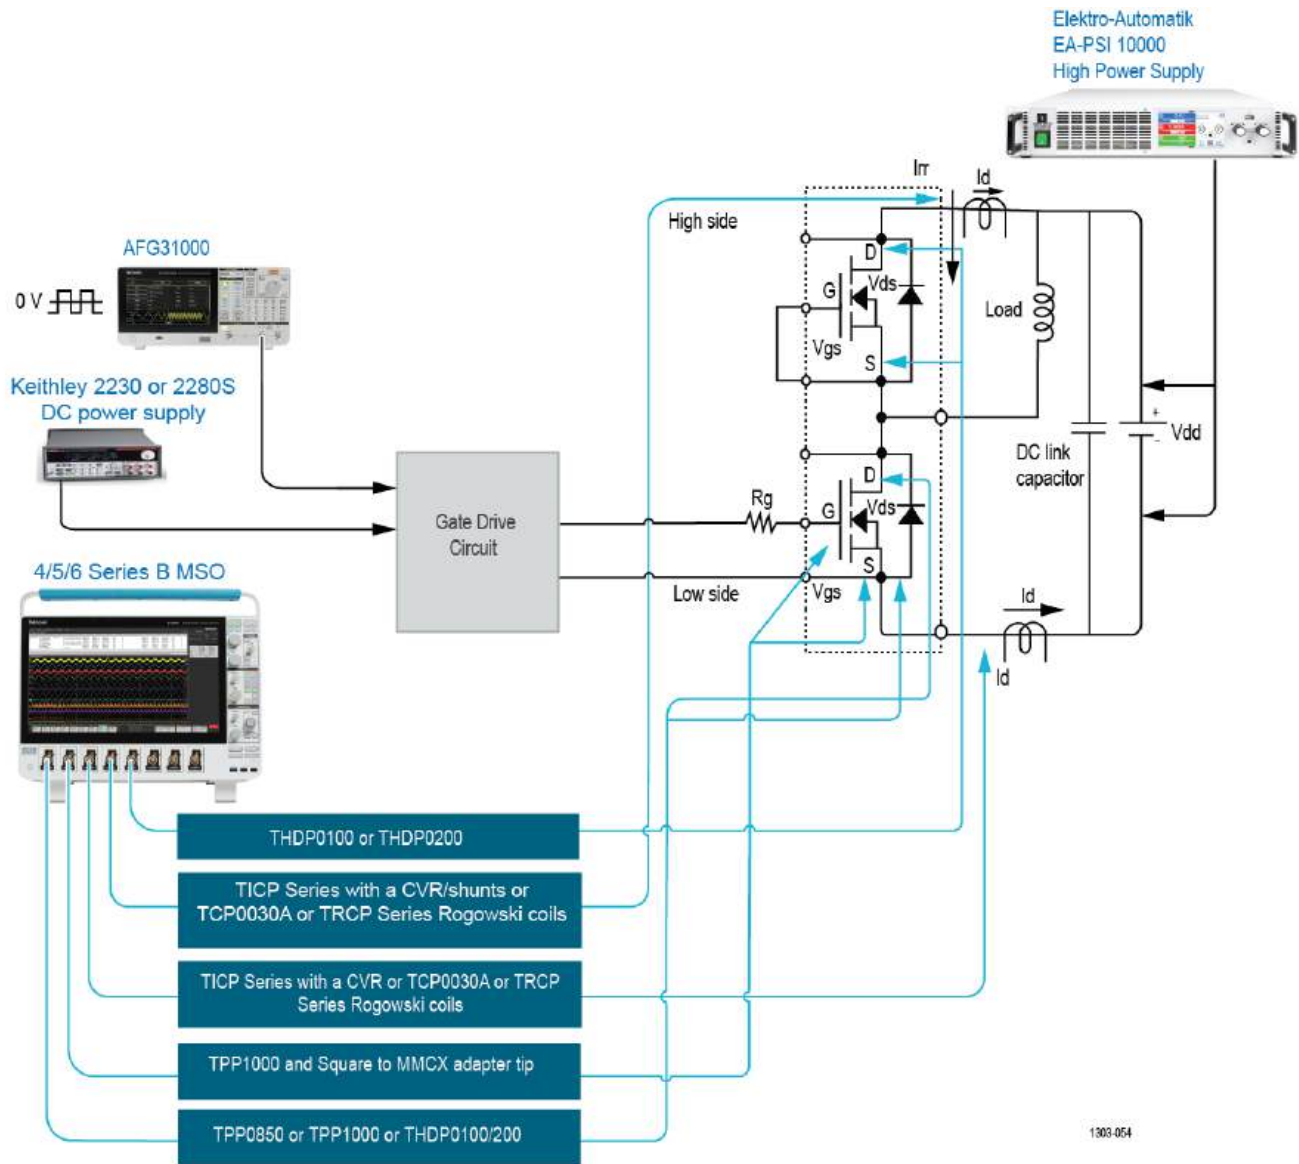 Elektro-Automatik
EA-PSI 10000
High Power Supply
Irr
Id
High side
AFG31000
0 V
D
G
Vds
Load
Vgs
S
Keithley 2230 or 2280S
DC power supply
+
-
Vdd
DC link
capacitor
Gate Drive
Circuit
Rg
D
G
Vds
S
4/5/6 Series B MSO
Low side
Vgs
Id
Id
THDP0100 or THDP0200
TICP Series with a CVR/shunts or
TCP0030A or TRCP Series Rogowski coils
TICP Series with a CVR or TCP0030A or TRCP
Series Rogowski coils
TPP1000 and Square to MMCX adapter tip
TPP0850 or TPP1000 or THDP0100/200
1303-054